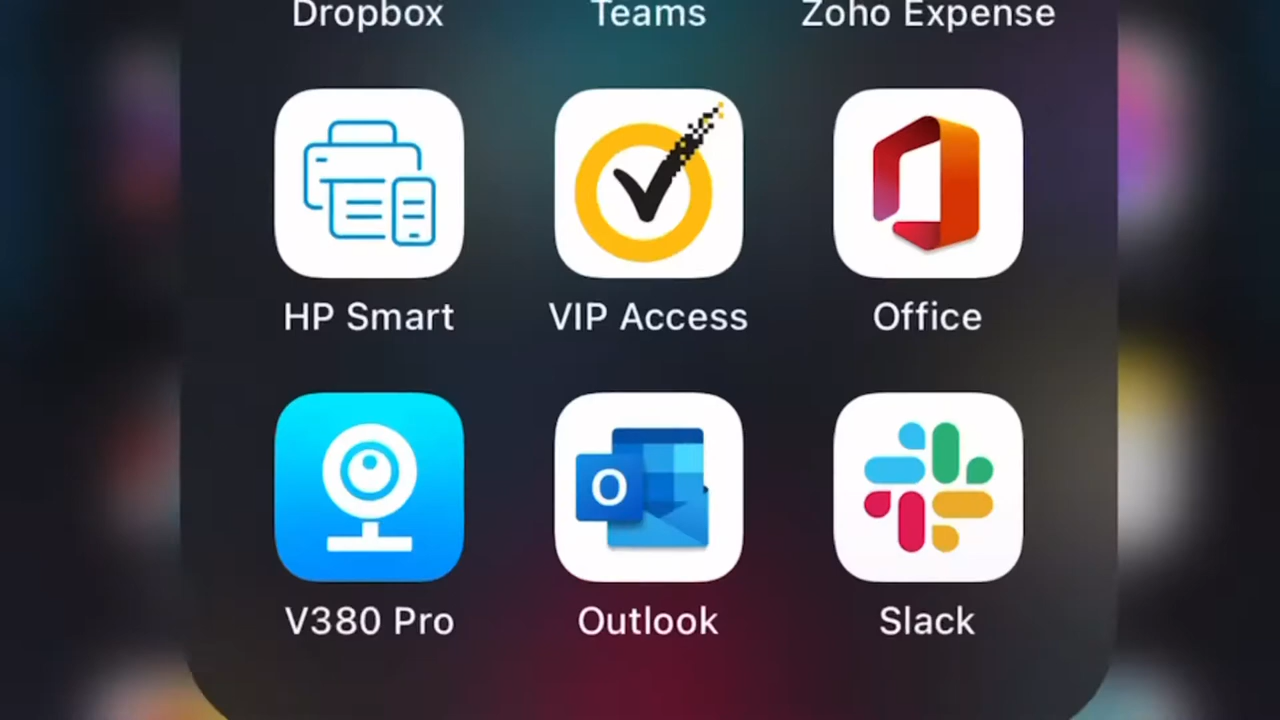 Dropbox Teams Zoho Expense
HP Smart VIP Access Office
O
V380 Pro Outlook Slack